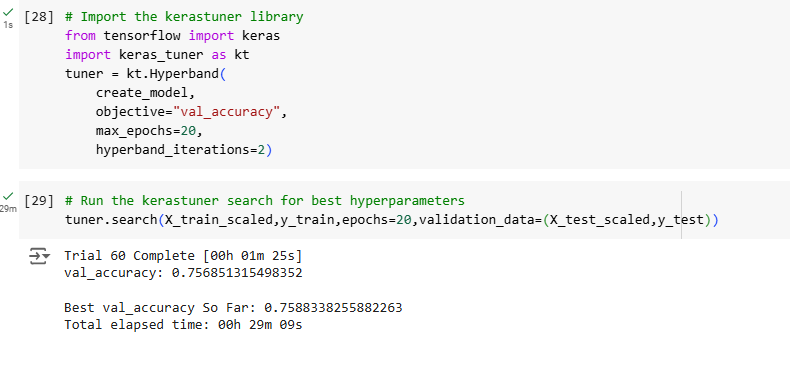 [28] # Import the kerastuner library
1s
from tensorflow import keras
import keras_tuner as kt
tuner = kt.Hyperband(
    create_model,
    objective="val_accuracy",
    max_epochs=20,
    hyperband_iterations=2)
[29] # Run the kerastuner search for best hyperparameters
29m
tuner.search(X_train_scaled,y_train,epochs=20,validation_data=(X_test_scaled,y_test))
Trial 60 Complete [00h 01m 25s]
val_accuracy: 0.756851315498352
Best val_accuracy So Far: 0.7588338255882263
Total elapsed time: 00h 29m 09s